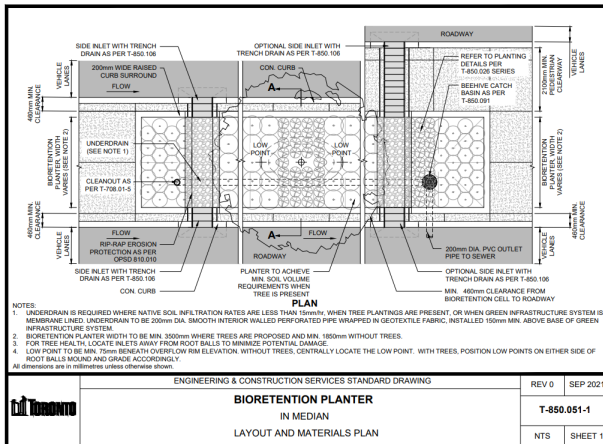 ROADWAY
SIDE INLET WITH TRENCH
DRAIN AS PER T-850.106
OPTIONAL SIDE INLET WITH
TRENCH DRAIN AS PER T-850.106
200mm WIDE RAISED
CURB SURROUND
CON. CURB
REFER TO PLANTING
DETAILS PER
T-850.026 SERIES
BEEHIVE CATCH
BASIN AS PER
T-850.091
VEHICLE
LANES
FLOW
A
460mm MIN.
CLEARANCE
VEHICLE
LANES
2100mm MIN.
PEDESTRIAN
CLEARWAY
LOW
POINT
LOW
POINT
UNDERDRAIN
(SEE NOTE 1)
CLEANOUT AS
PER T-708.01-5
BIORETENTION
PLANTER, WIDTH
VARIES (SEE NOTE 2)
BIORETENTION
PLANTER, WIDTH
VARIES (SEE NOTE 2)
460mm MIN.
CLEARANCE
460mm MIN.
CLEARANCE
VEHICLE
LANES
VEHICLE
LANES
FLOW
A
FLOW
RIP-RAP EROSION
PROTECTION AS PER
OPSD 810.010
ROADWAY
200mm DIA. PVC OUTLET
PIPE TO SEWER
SIDE INLET WITH TRENCH
DRAIN AS PER T-850.106
CON. CURB
PLANTER TO ACHIEVE
MIN. SOIL VOLUME
REQUIREMENTS WHEN
TREE IS PRESENT
OPTIONAL SIDE INLET WITH
TRENCH DRAIN AS PER T-850.106
MIN. 460mm CLEARANCE FROM
BIORETENTION CELL TO ROADWAY
PLAN
NOTES:
1. UNDERDRAIN IS REQUIRED WHERE NATIVE SOIL INFILTRATION RATES ARE LESS THAN 15mm/hr, WHEN TREE PLANTINGS ARE PRESENT, OR WHEN GREEN INFRASTRUCTURE SYSTEM IS
MEMBRANE LINED. UNDERDRAIN TO BE 200mm DIA. SMOOTH INTERIOR WALLED PERFORATED PIPE WRAPPED IN GEOTEXTILE FABRIC, INSTALLED 150mm MIN. ABOVE BASE OF GREEN
INFRASTRUCTURE SYSTEM.
2. BIORETENTION PLANTER WIDTH TO BE MIN. 3500mm WHERE TREES ARE PROPOSED AND MIN. 1850mm WITHOUT TREES.
3. FOR TREE HEALTH, LOCATE INLETS AWAY FROM ROOT BALLS TO MINIMIZE POTENTIAL DAMAGE.
4. LOW POINT TO BE MIN. 75mm BENEATH OVERFLOW RIM ELEVATION. WITHOUT TREES, CENTRALLY LOCATE THE LOW POINT. WITH TREES, POSITION LOW POINTS ON EITHER SIDE OF
ROOT BALLS MOUND AND GRADE ACCORDINGLY.
All dimensions are in millimetres unless otherwise shown.
TORONTO
ENGINEERING & CONSTRUCTION SERVICES STANDARD DRAWING
BIORETENTION PLANTER
IN MEDIAN
LAYOUT AND MATERIALS PLAN
REV 0
SEP 2021
T-850.051-1
NTS
SHEET 1